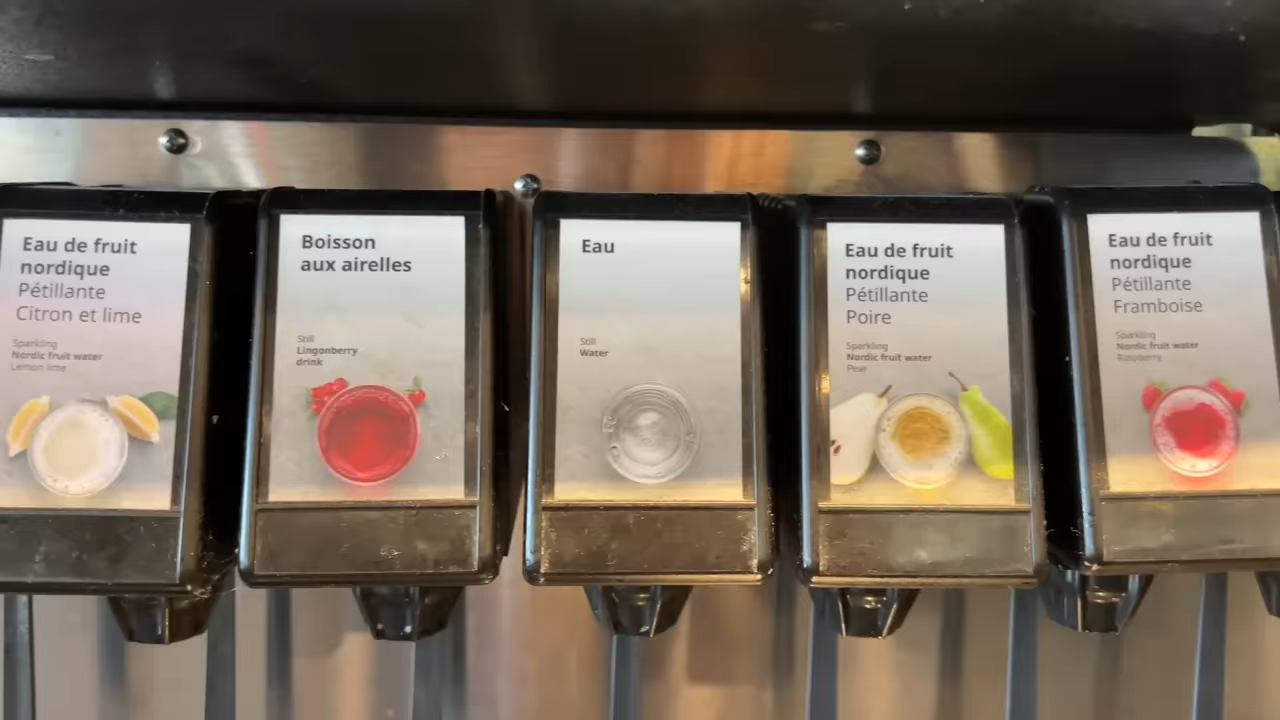 Eau de fruit
nordique
Pétillante
Citron et lime
Sparkling
Nordic fruit water
Lemon lime
Boisson
aux airelles
Still
Lingonberry
drink
Eau
Still
Water
Eau de fruit
nordique
Pétillante
Poire
Sparkling
Nordic fruit water
Pear
Eau de fruit
nordique
Pétillante
Framboise
Sparkling
Nordic fruit water
Raspberry